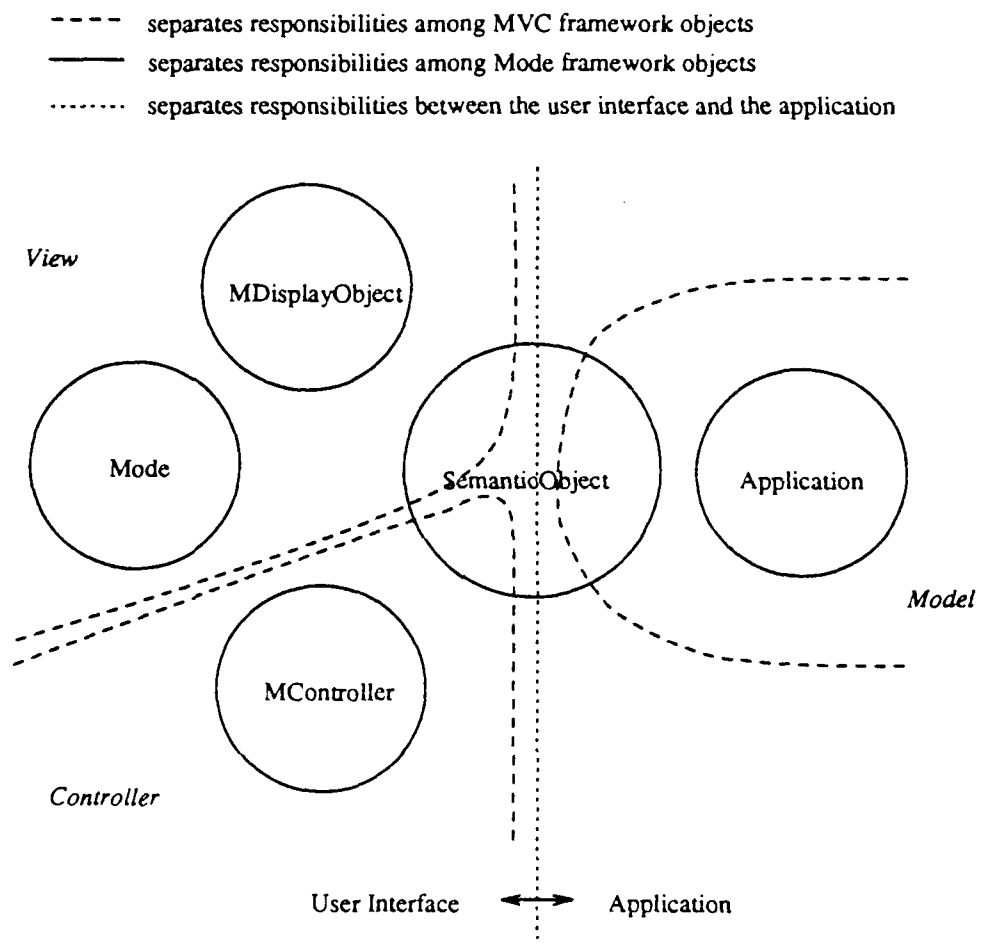 separates responsibilities among MVC framework objects
separates responsibilities among Mode framework objects
separates responsibilities between the user interface and the application
View
MDisplayObject
Mode
SemanticObject
Application
Model
MController
Controller
User Interface
Application